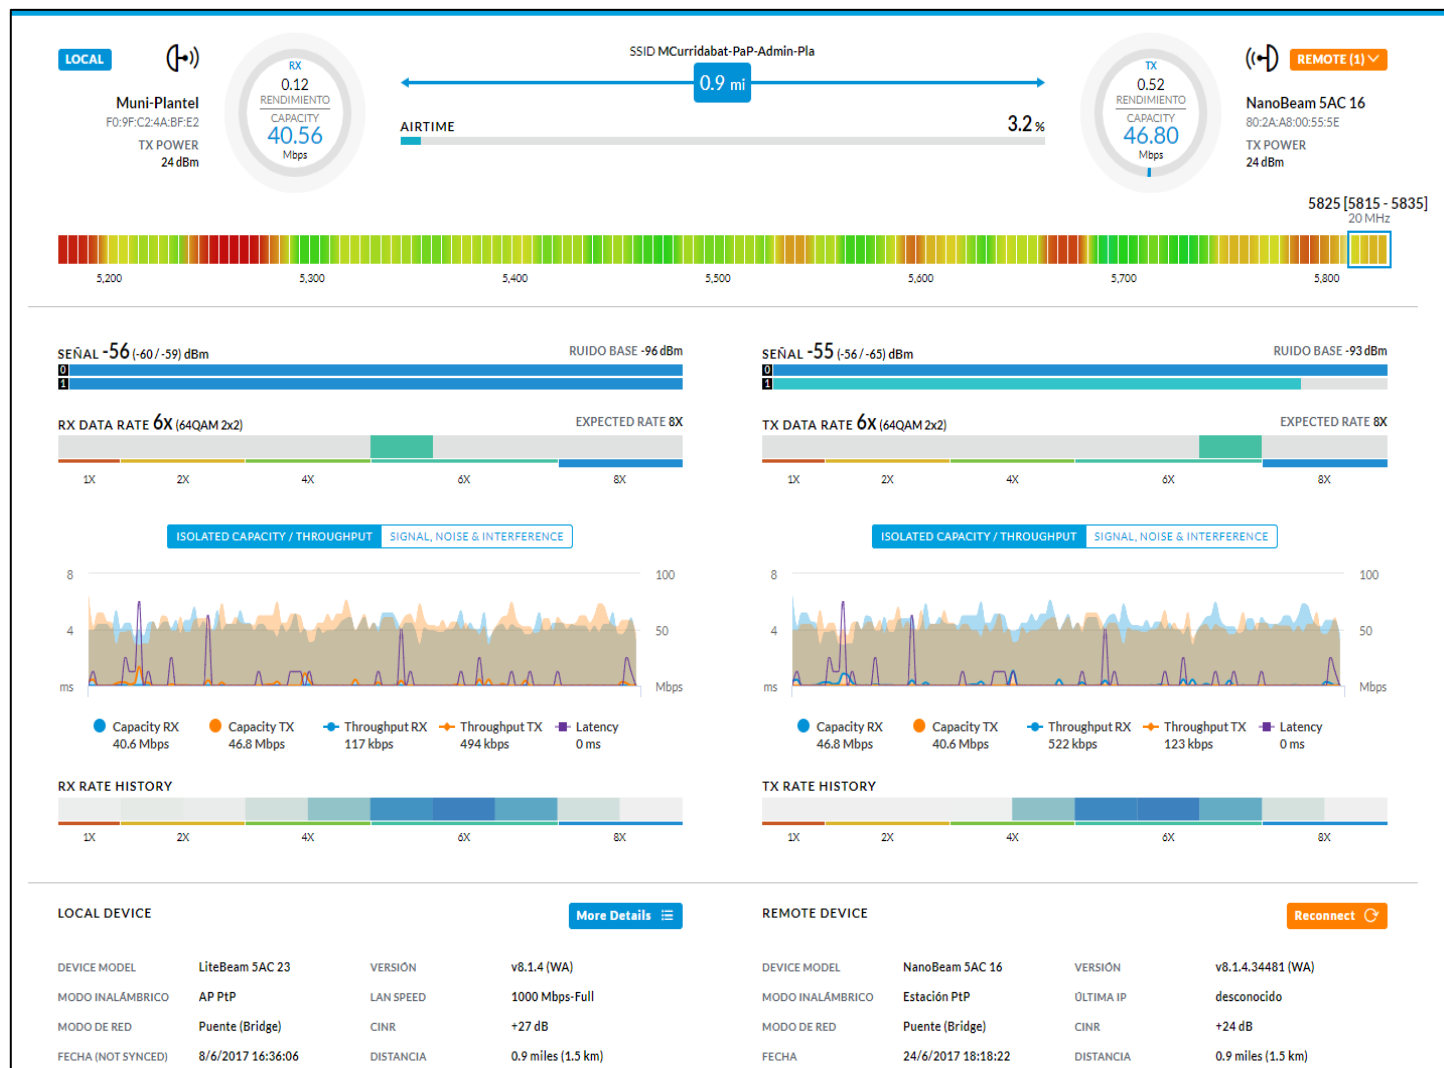 LOCAL
Muni-Plantel
F0:9F:C2:4A:BF:E2
TX POWER
24 dBm
RX
0.12
RENDIMIENTO
CAPACITY
40.56
Mbps
SSID MCurridabat-PaP-Admin-Pla
0.9 mi
AIRTIME 3.2 %
TX
0.52
RENDIMIENTO
CAPACITY
46.80
Mbps
REMOTE (1)
NanoBeam 5AC 16
80:2A:A8:00:55:5E
TX POWER
24 dBm
5825 [5815 - 5835]
20 MHz
5,200 5,300 5,400 5,500 5,600 5,700 5,800
SEÑAL -56 (-60 / -59) dBm RUIDO BASE -96 dBm
0
1
RX DATA RATE 6X (64QAM 2x2) EXPECTED RATE 8X
1X 2X 4X 6X 8X
ISOLATED CAPACITY / THROUGHPUT SIGNAL, NOISE & INTERFERENCE
8 100
4 50
ms Mbps
Capacity RX Capacity TX Throughput RX Throughput TX Latency
40.6 Mbps 46.8 Mbps 117 kbps 494 kbps 0 ms
RX RATE HISTORY
1X 2X 4X 6X 8X
SEÑAL -55 (-56 / -65) dBm RUIDO BASE -93 dBm
0
1
TX DATA RATE 6X (64QAM 2x2) EXPECTED RATE 8X
1X 2X 4X 6X 8X
ISOLATED CAPACITY / THROUGHPUT SIGNAL, NOISE & INTERFERENCE
8 100
4 50
ms Mbps
Capacity RX Capacity TX Throughput RX Throughput TX Latency
46.8 Mbps 40.6 Mbps 522 kbps 123 kbps 0 ms
TX RATE HISTORY
1X 2X 4X 6X 8X
LOCAL DEVICE More Details
DEVICE MODEL LiteBeam 5AC 23 VERSIÓN v8.1.4 (WA)
MODO INALÁMBRICO AP PtP LAN SPEED 1000 Mbps-Full
MODO DE RED Puente (Bridge) CINR +27 dB
FECHA (NOT SYNCED) 8/6/2017 16:36:06 DISTANCIA 0.9 miles (1.5 km)
REMOTE DEVICE Reconnect
DEVICE MODEL NanoBeam 5AC 16 VERSIÓN v8.1.4.34481 (WA)
MODO INALÁMBRICO Estación PtP ÚLTIMA IP desconocido
MODO DE RED Puente (Bridge) CINR +24 dB
FECHA 24/6/2017 18:18:22 DISTANCIA 0.9 miles (1.5 km)